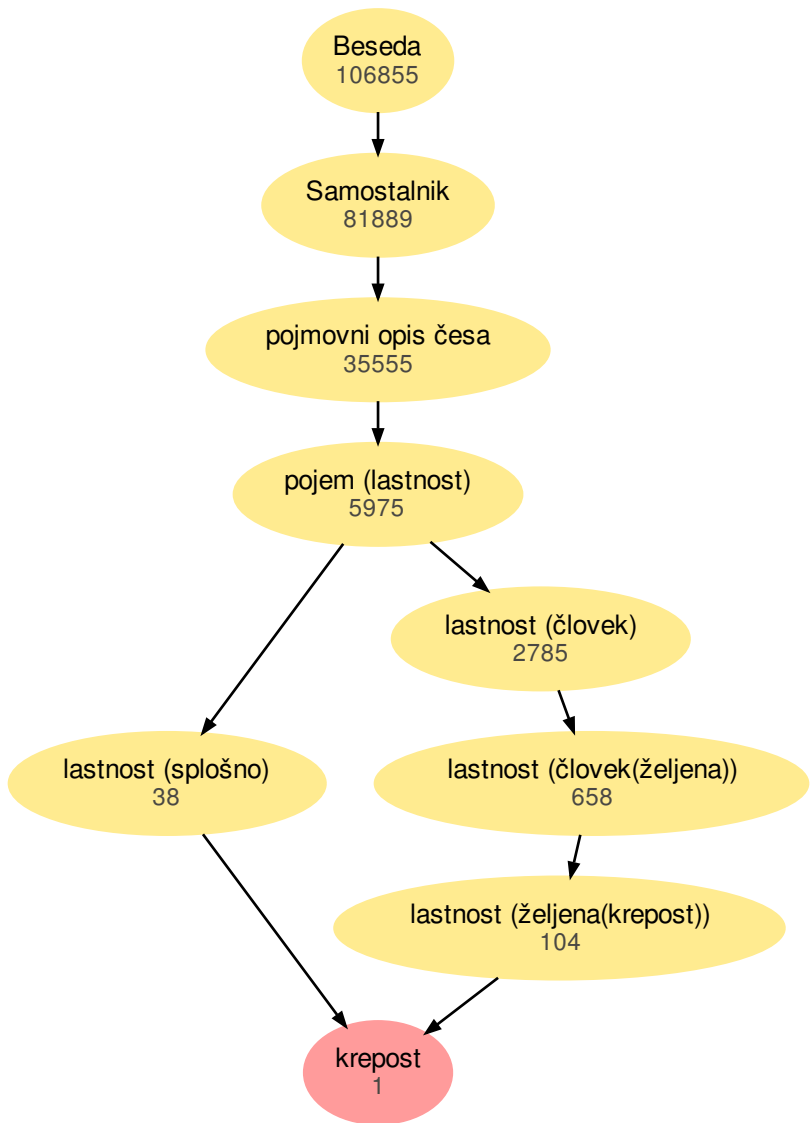 Beseda
106855
Samostalnik
81889
pojmovni opis česa
35555
pojem (lastnost)
5975
lastnost (človek)
2785
lastnost (splošno)
38
lastnost (človek(željena))
658
lastnost (željena(krepost))
104
krepost
1